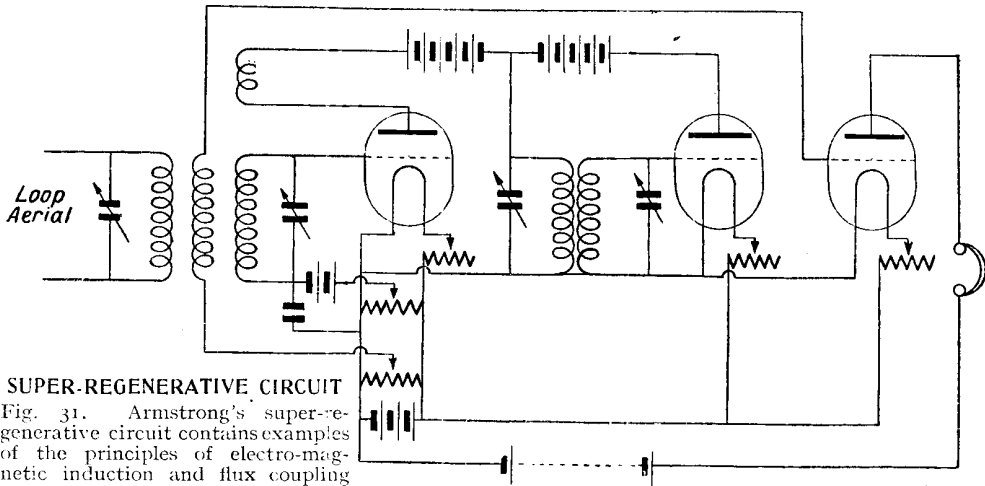 Loop
Aerial
SUPER-REGENERATIVE CIRCUIT
Fig. 31. Armstrong's super-re-
generative circuit contains examples
of the principles of electro-mag-
netic induction and flux coupling